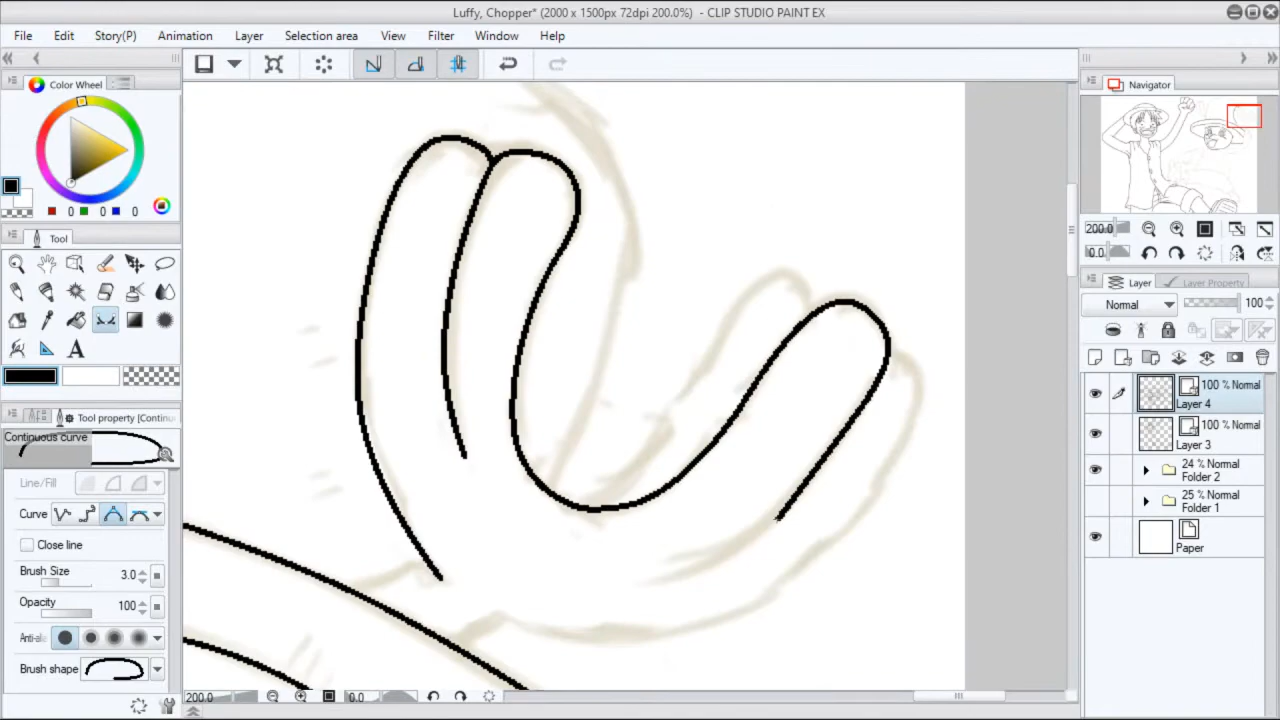 Luffy, Chopper* (2000 x 1500px 72dpi 200.0%) - CLIP STUDIO PAINT EX
File Edit Story(P) Animation Layer Selection area View Filter Window Help
Color Wheel
0 0 0
Tool
Tool property [Continu
Continuous curve
Line/Fill
Curve
Close line
Brush Size 3.0
Opacity 100
Anti-ali
Brush shape
200.0 0.0
Navigator
200.0
0.0
Layer Layer Property
Normal 100
100 % Normal
Layer 4
100 % Normal
Layer 3
24 % Normal
Folder 2
25 % Normal
Folder 1
Paper